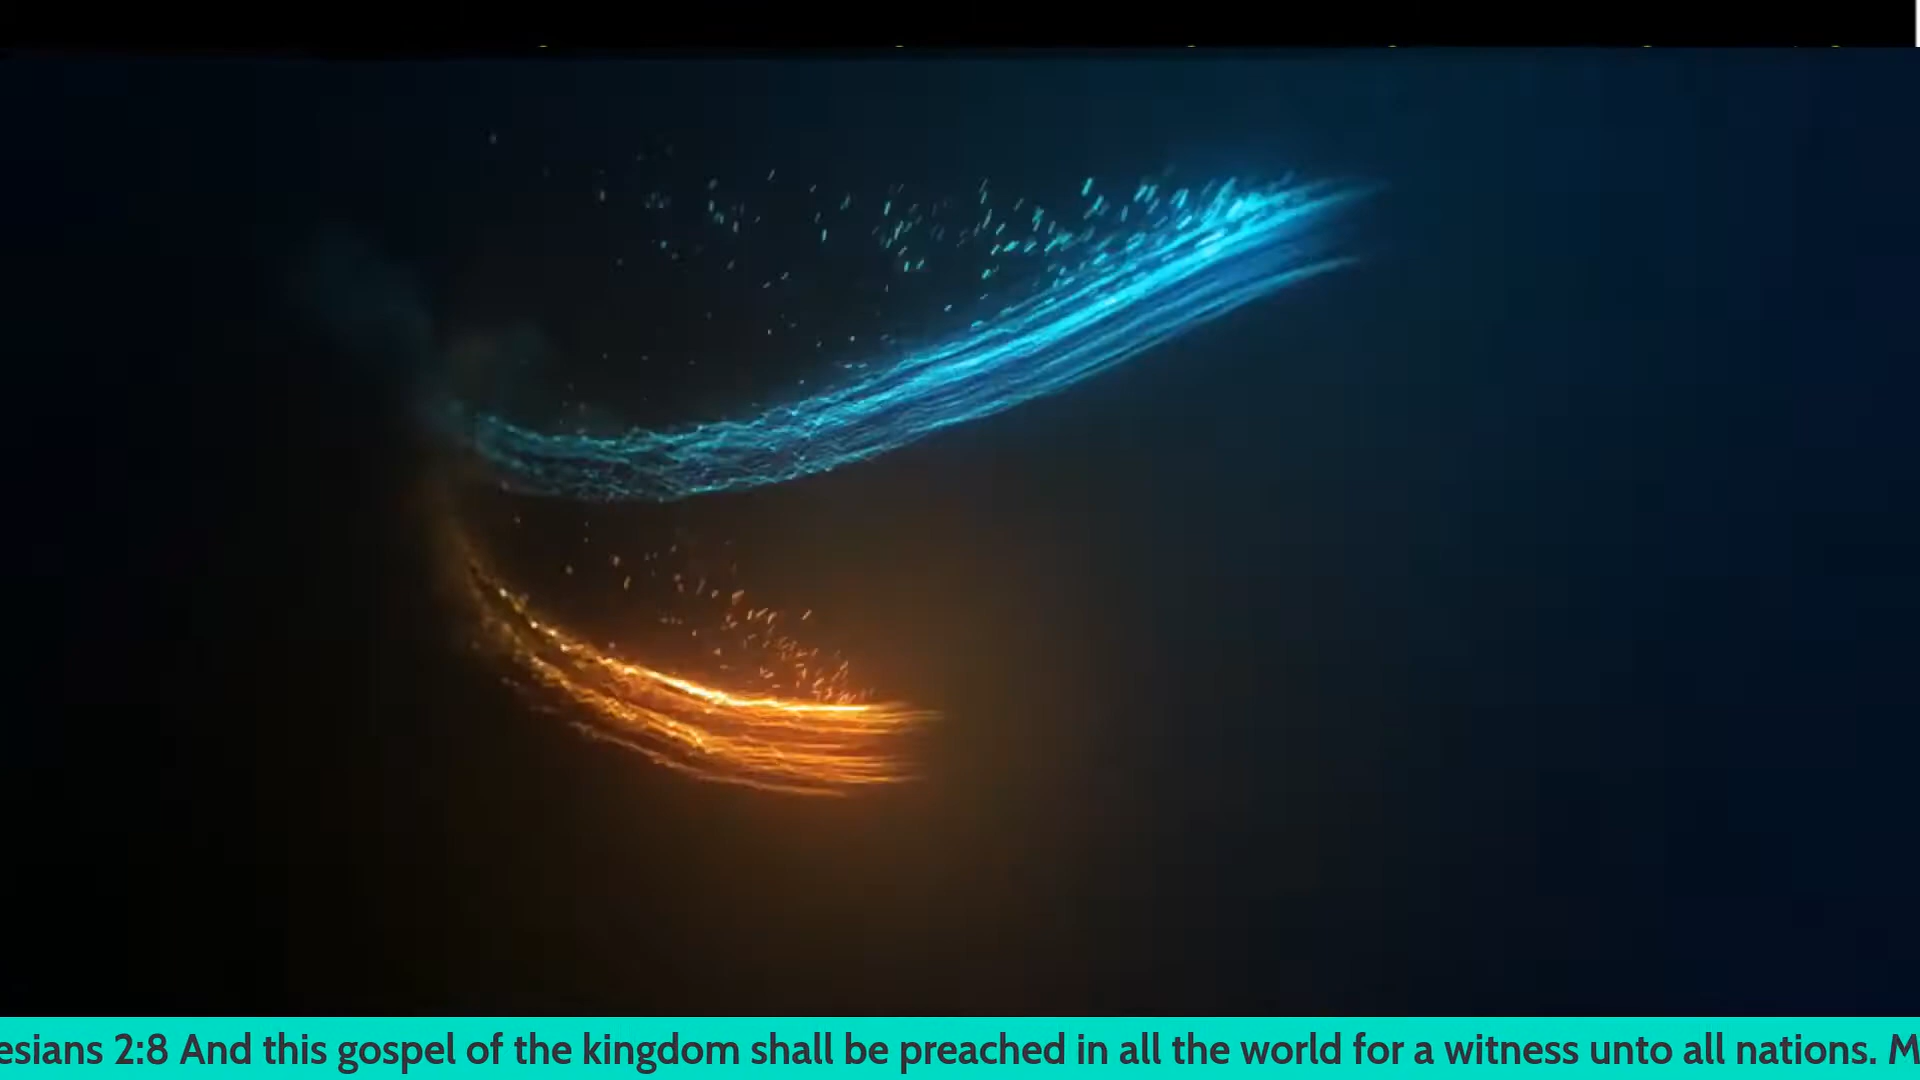 esians 2:8 And this gospel of the kingdom shall be preached in all the world for a witness unto all nations. M